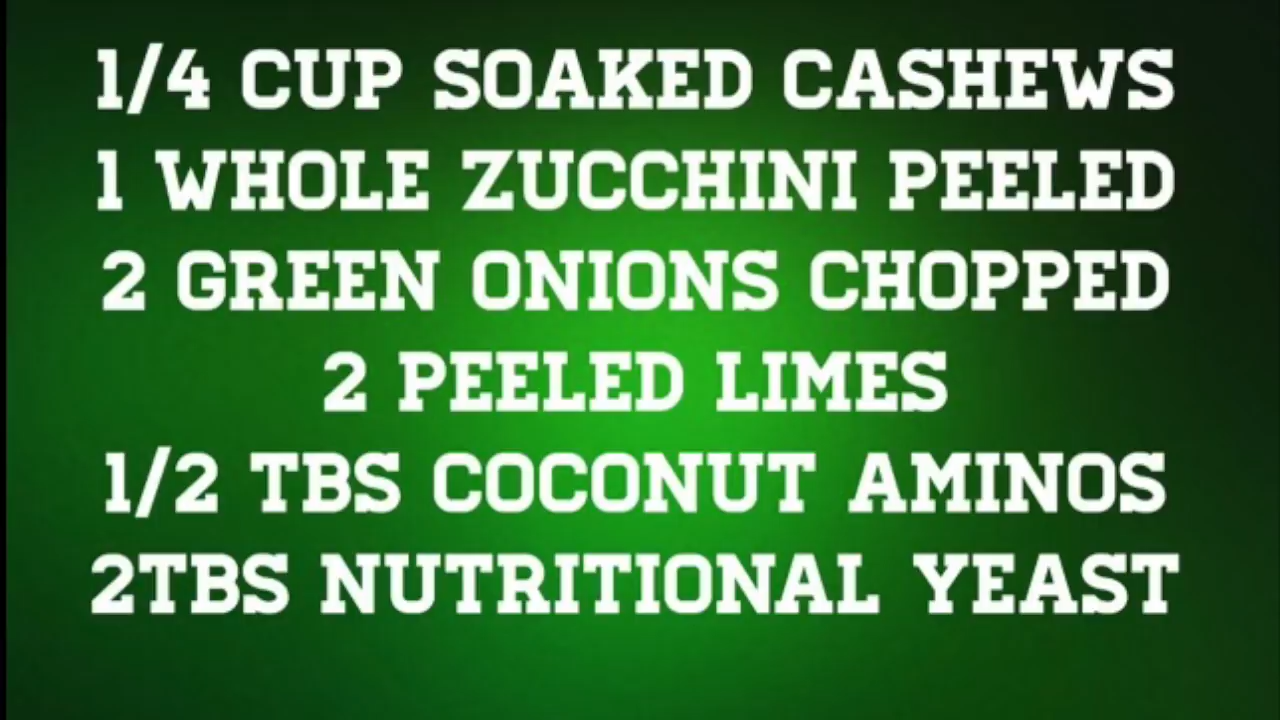 1/4 CUP SOAKED CASHEWS
1 WHOLE ZUCCHINI PEELED
2 GREEN ONIONS CHOPPED
2 PEELED LIMES
1/2 TBS COCONUT AMINOS
2TBS NUTRITIONAL YEAST